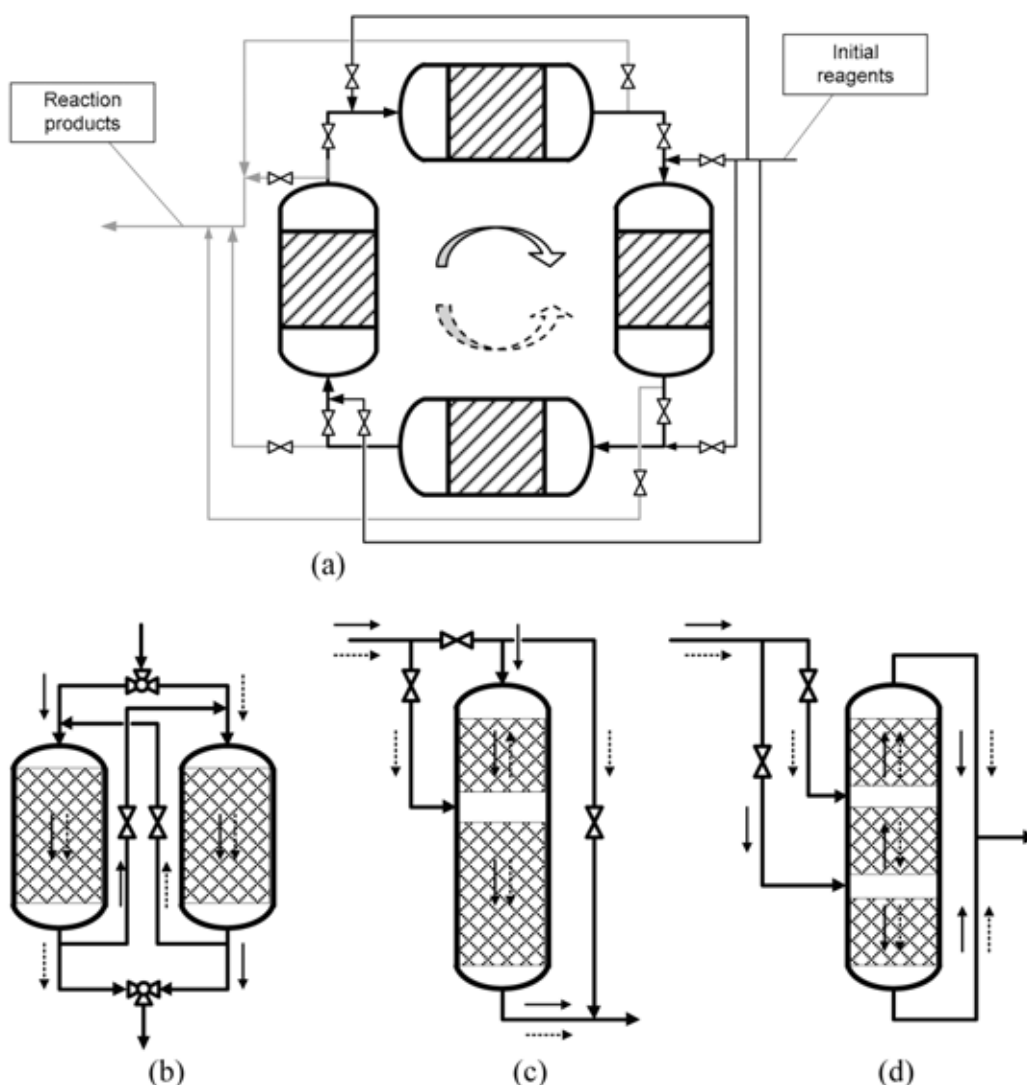 Initial
reagents
Reaction
products
(a)
(b)
(c)
(d)